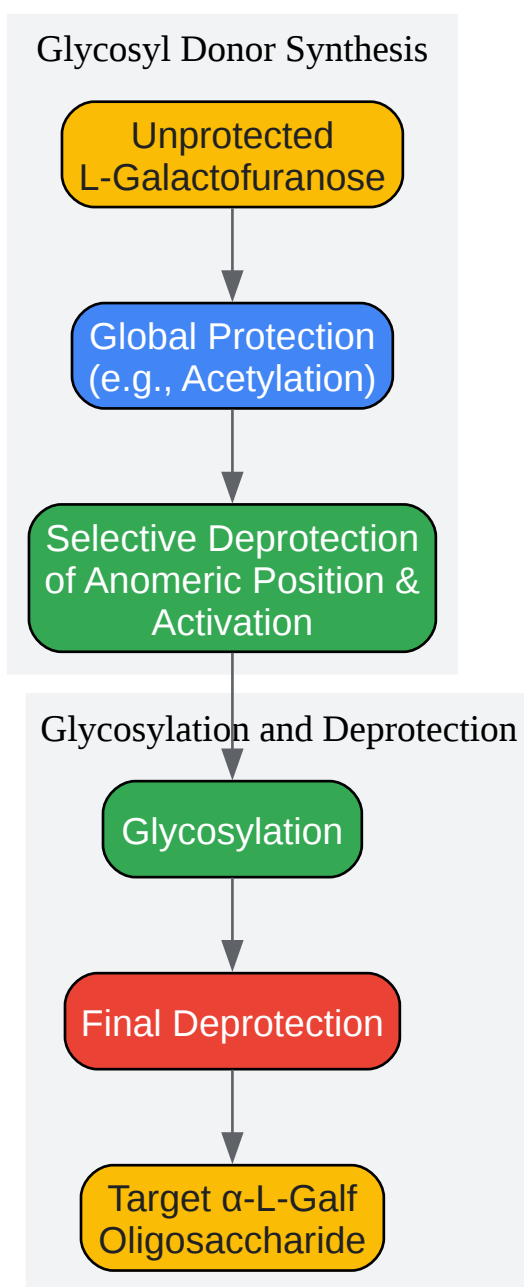 Glycosyl Donor Synthesis
Unprotected
L-Galactofuranose
Global Protection
(e.g., Acetylation)
Selective Deprotection
of Anomeric Position &
Activation
Glycosylation and Deprotection
Glycosylation
Final Deprotection
Target α-L-Galf
Oligosaccharide